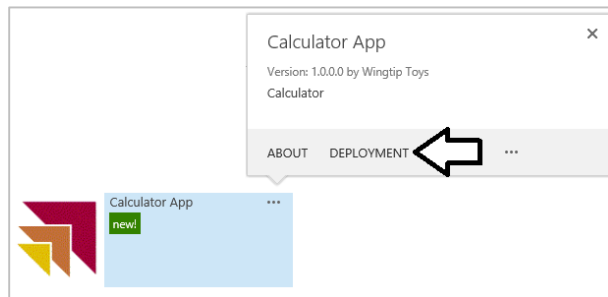 Calculator App
Version: 1.0.0.0 by Wingtip Toys
Calculator
ABOUT DEPLOYMENT ...
Calculator App ...
new!